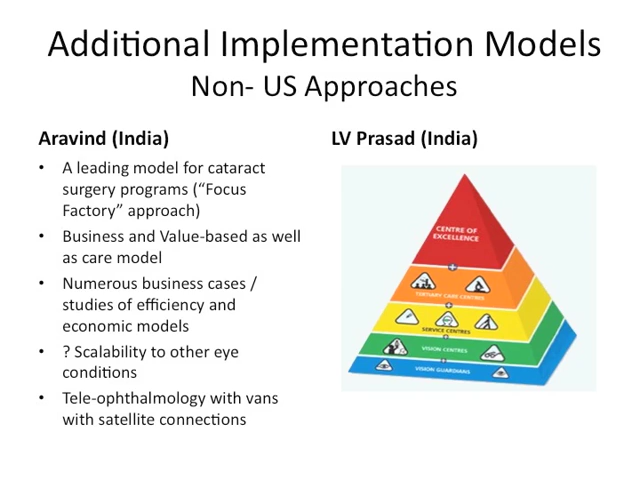 Additional Implementation Models
Non- US Approaches
Aravind (India)
• A leading model for cataract
surgery programs (“Focus
Factory” approach)
• Business and Value-based as well
as care model
• Numerous business cases /
studies of efficiency and
economic models
• ? Scalability to other eye
conditions
• Tele-ophthalmology with vans
with satellite connections
LV Prasad (India)
CENTRE OF
EXCELLENCE
TERTIARY CARE CENTRES
SERVICE CENTRES
VISION CENTRES
VISION GUARDIANS